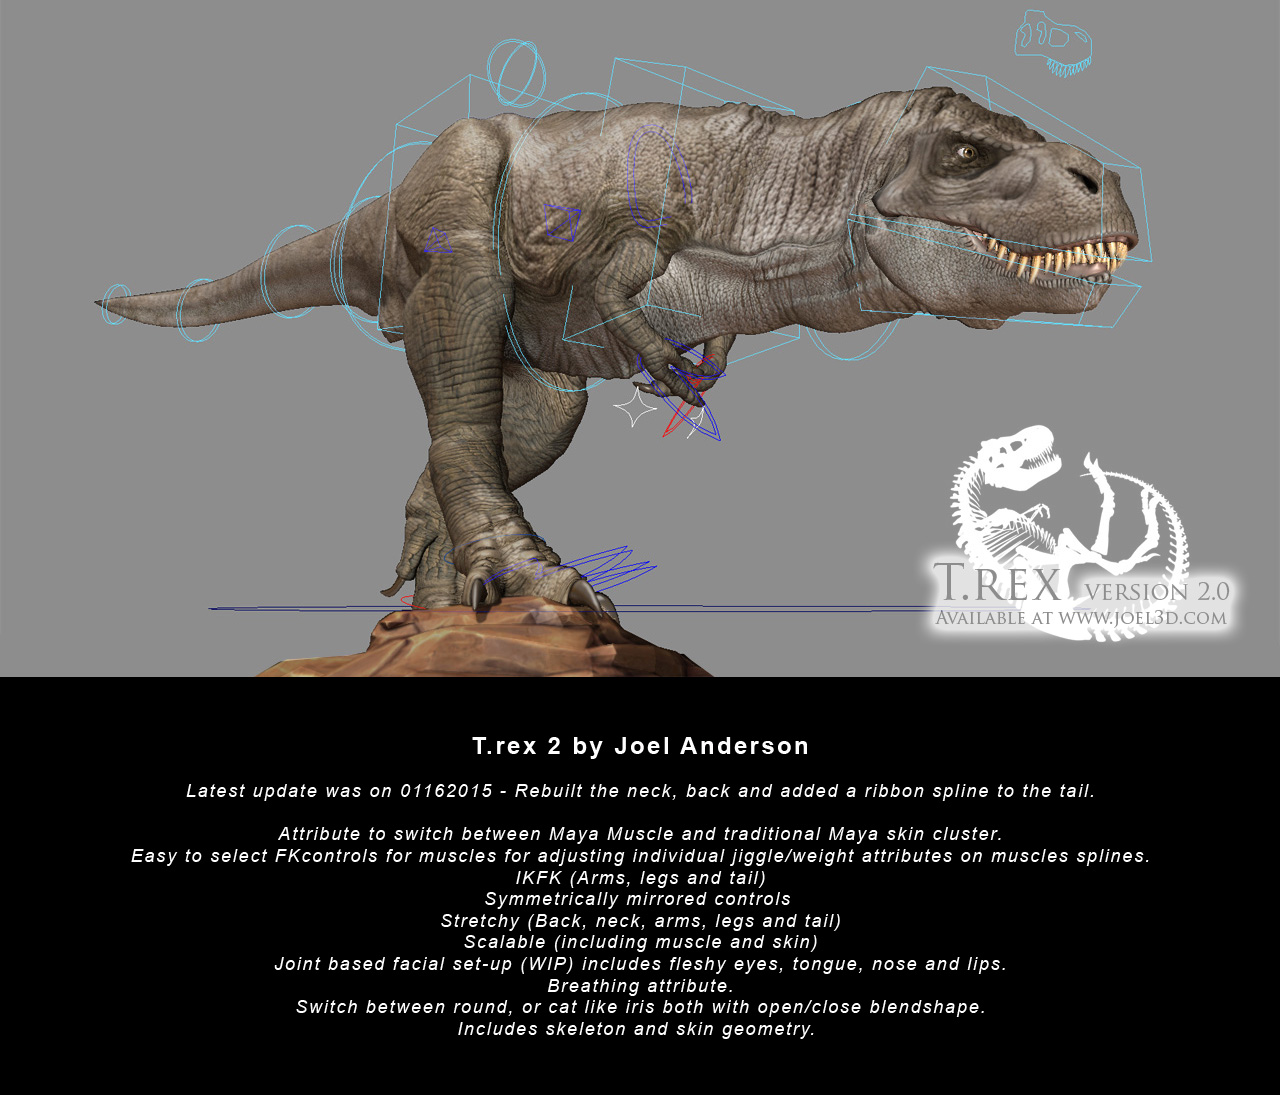 T.REX VERSION 2.0
AVAILABLE AT WWW.JOEL3D.COM
T.rex 2 by Joel Anderson
Latest update was on 01162015 - Rebuilt the neck, back and added a ribbon spline to the tail.
Attribute to switch between Maya Muscle and traditional Maya skin cluster.
Easy to select FKcontrols for muscles for adjusting individual jiggle/weight attributes on muscles splines.
IKFK (Arms, legs and tail)
Symmetrically mirrored controls
Stretchy (Back, neck, arms, legs and tail)
Scalable (including muscle and skin)
Joint based facial set-up (WIP) includes fleshy eyes, tongue, nose and lips.
Breathing attribute.
Switch between round, or cat like iris both with open/close blendshape.
Includes skeleton and skin geometry.